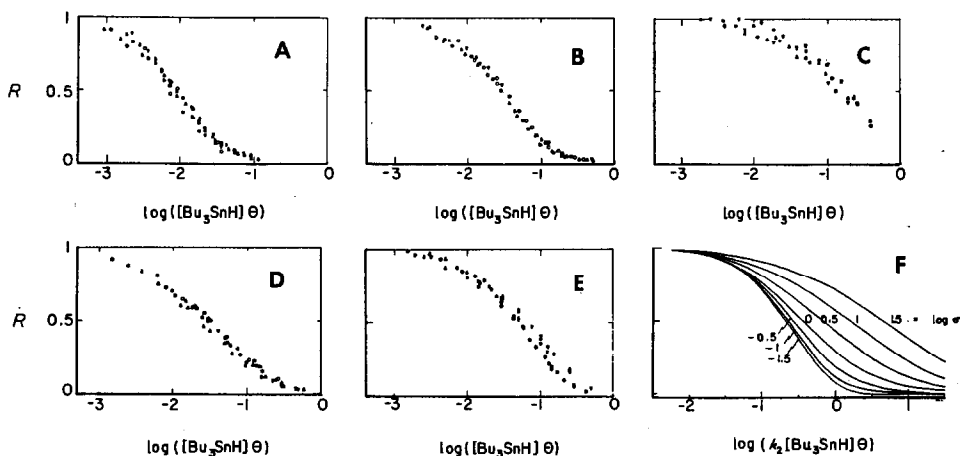 1
A
B
C
R
0.5
0
-3 -2 -1 0
-3 -2 -1 0
-3 -2 -1 0
log([Bu₃SnH]Θ)
log([Bu₃SnH]Θ)
log([Bu₃SnH]Θ)
1
D
E
F
R
0.5
0 0.5 1 1.5 = log σ
-0.5
-1
-1.5
0
-3 -2 -1 0
-3 -2 -1 0
-2 -1 0 1
log([Bu₃SnH]Θ)
log([Bu₃SnH]Θ)
log(k₂[Bu₃SnH]Θ)